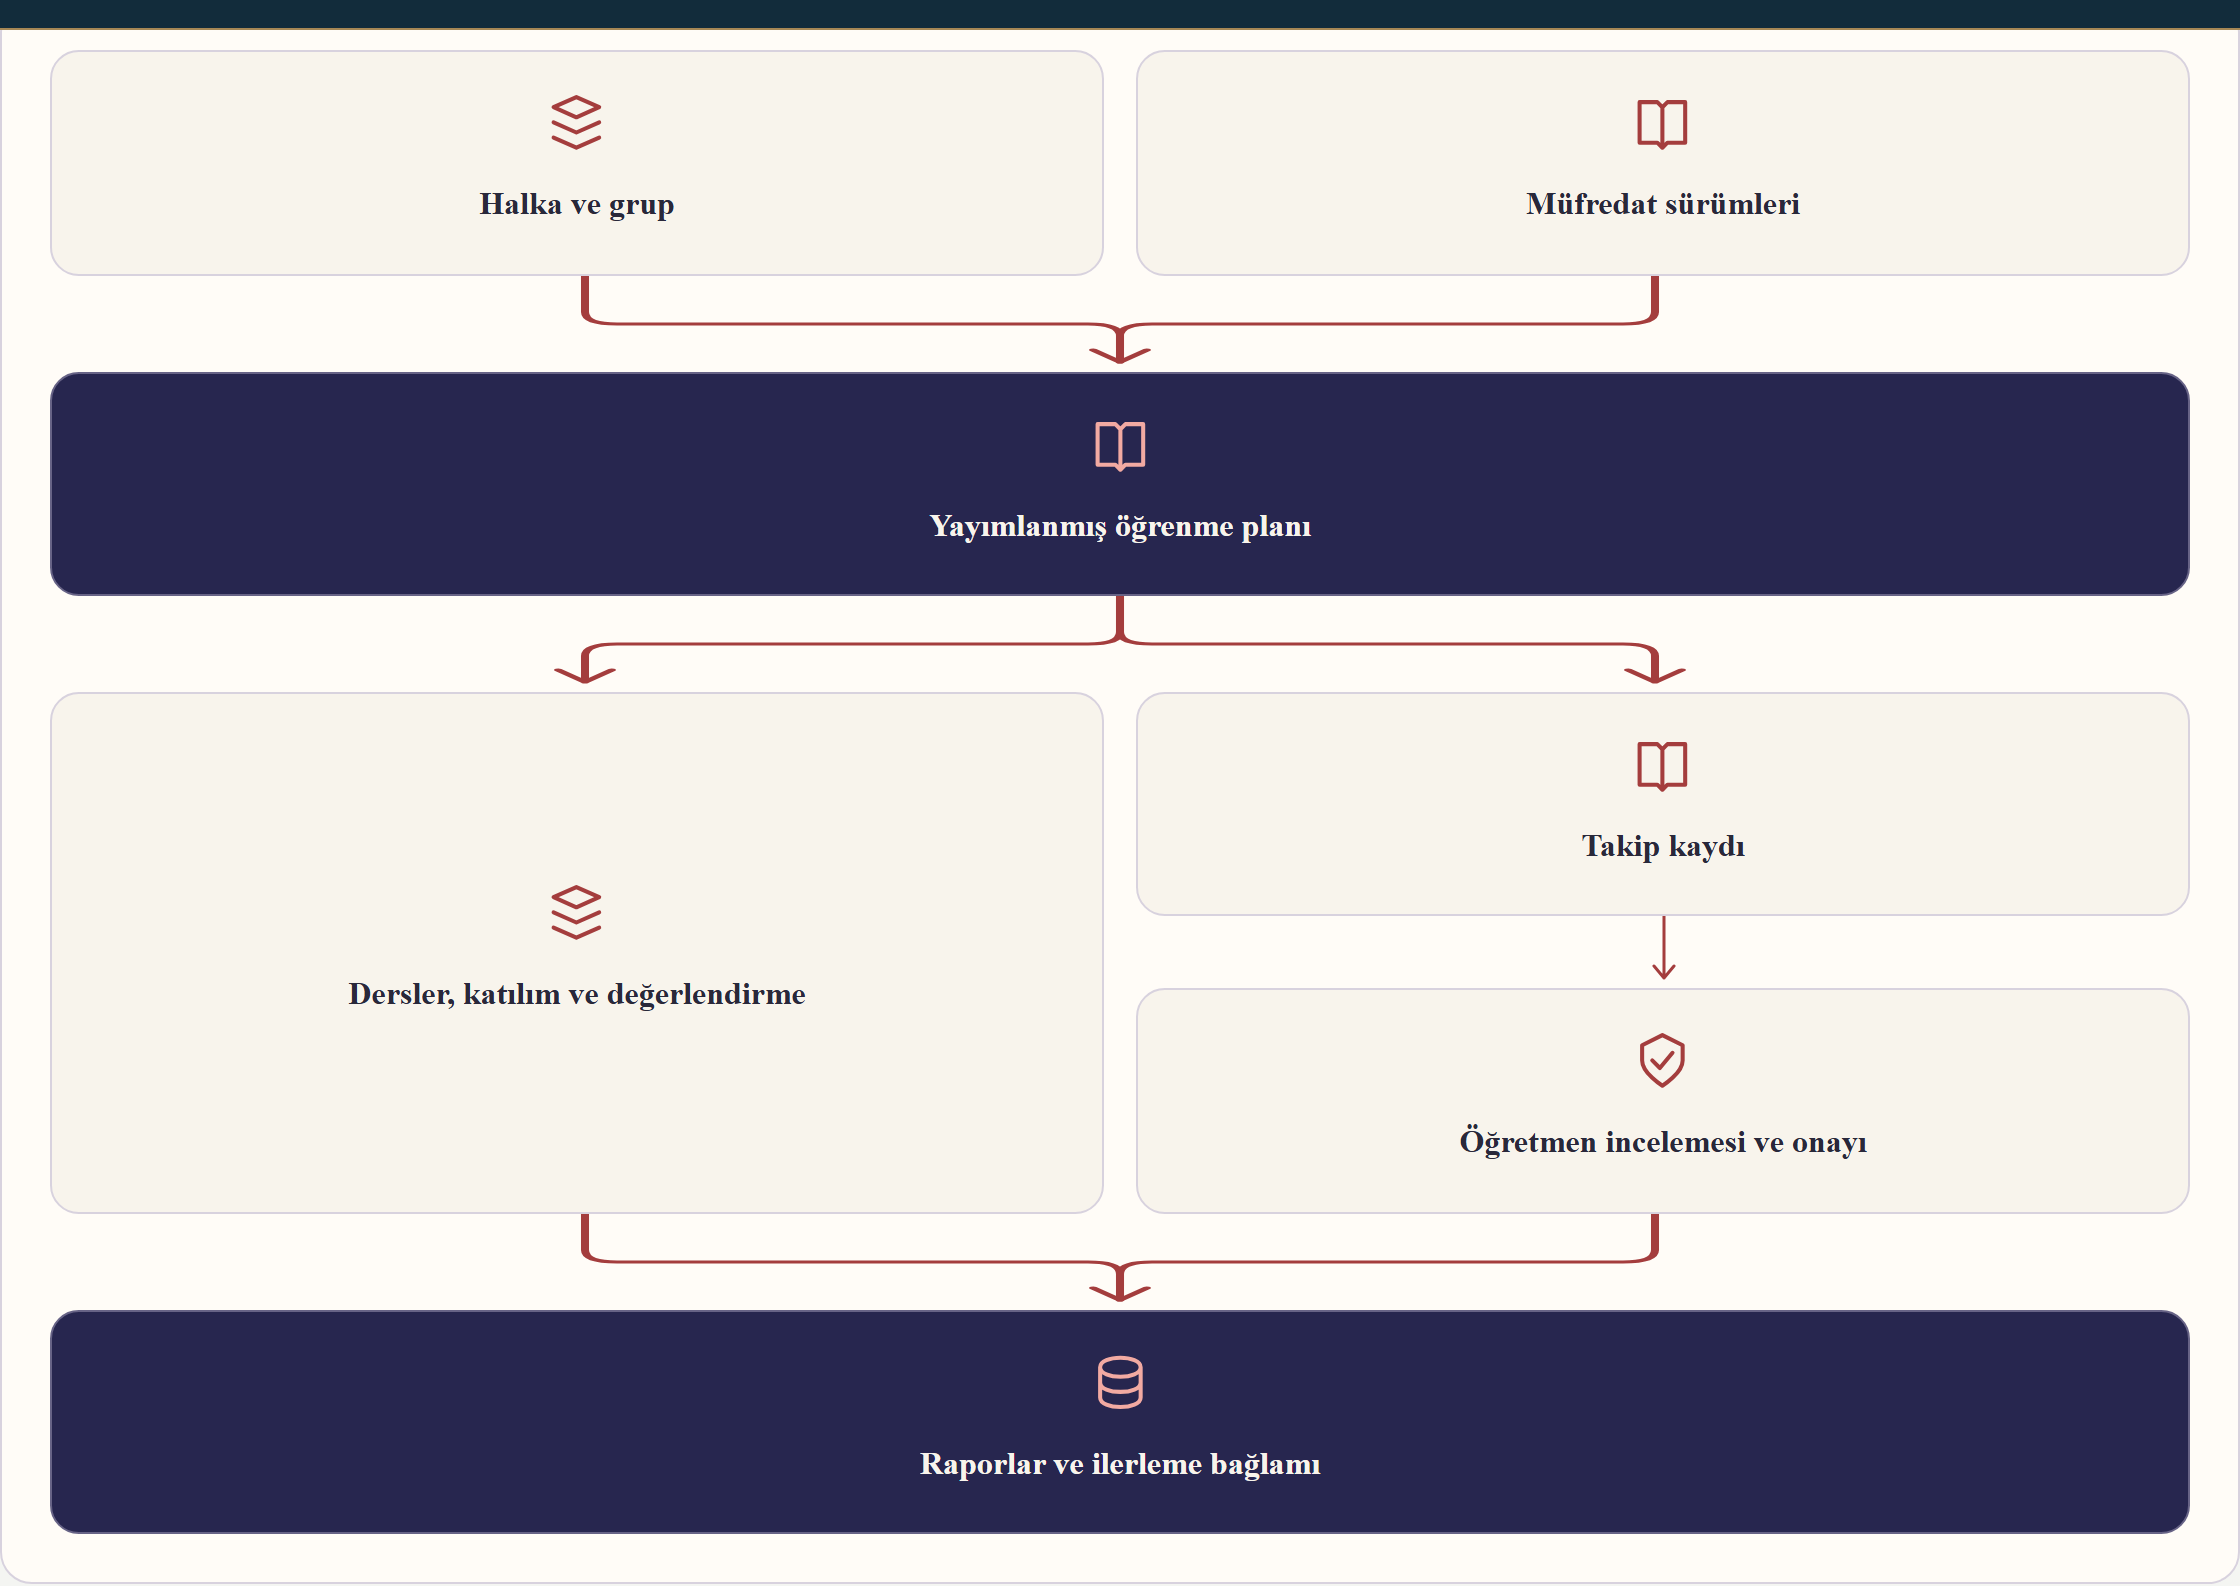 Halka ve grup
Müfredat sürümleri
Yayımlanmış öğrenme planı
Takip kaydı
Dersler, katılım ve değerlendirme
Öğretmen incelemesi ve onayı
Raporlar ve ilerleme bağlamı